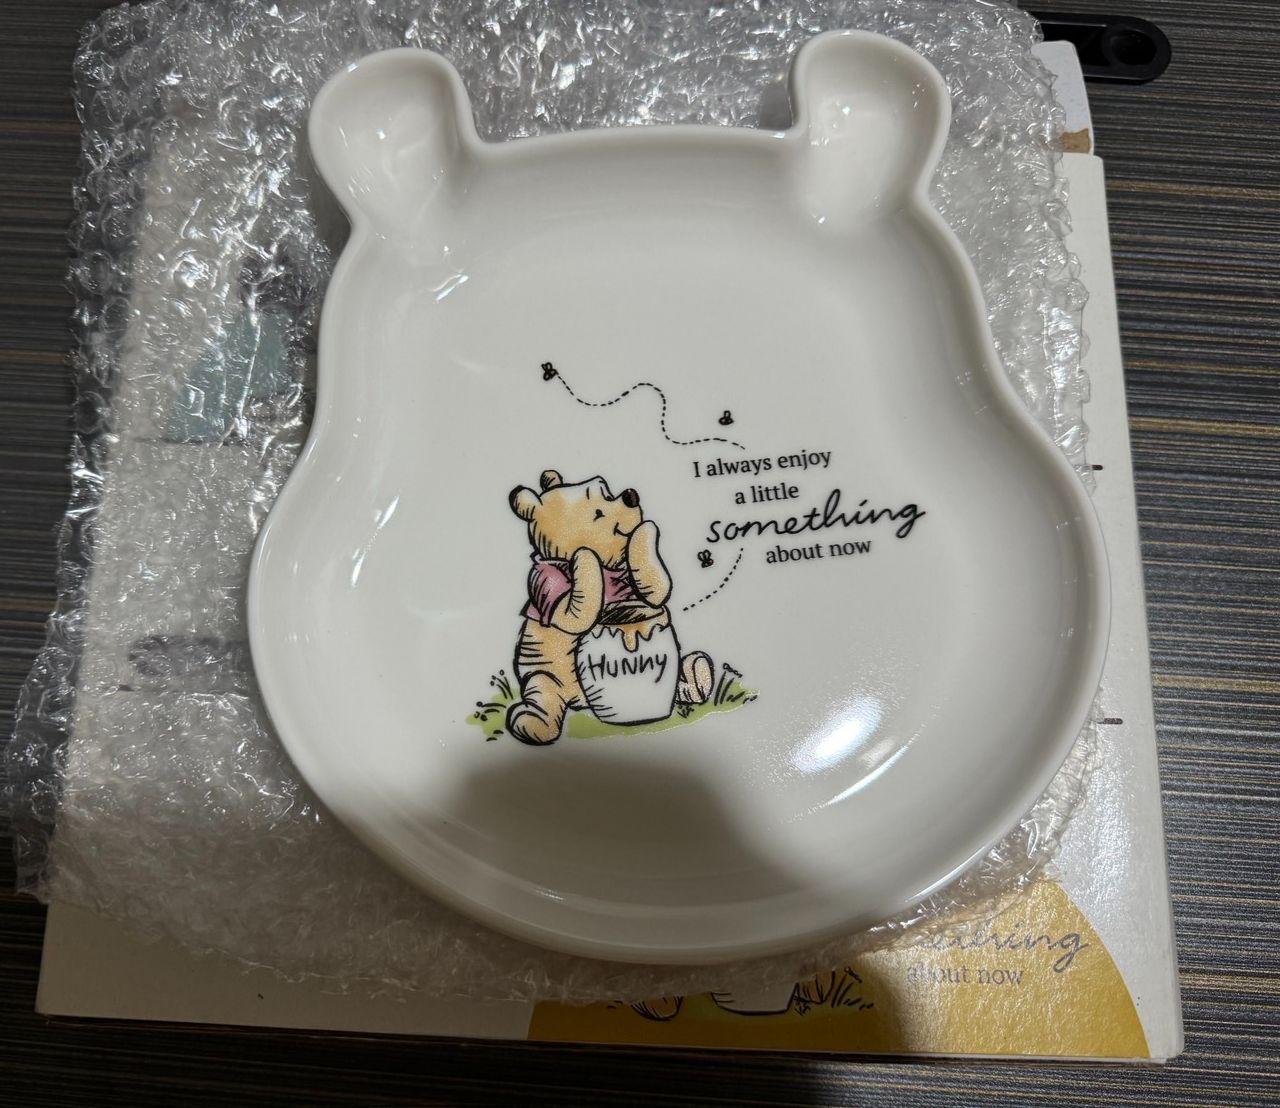 I always enjoy
a little
something
about now
HUNNY
about now